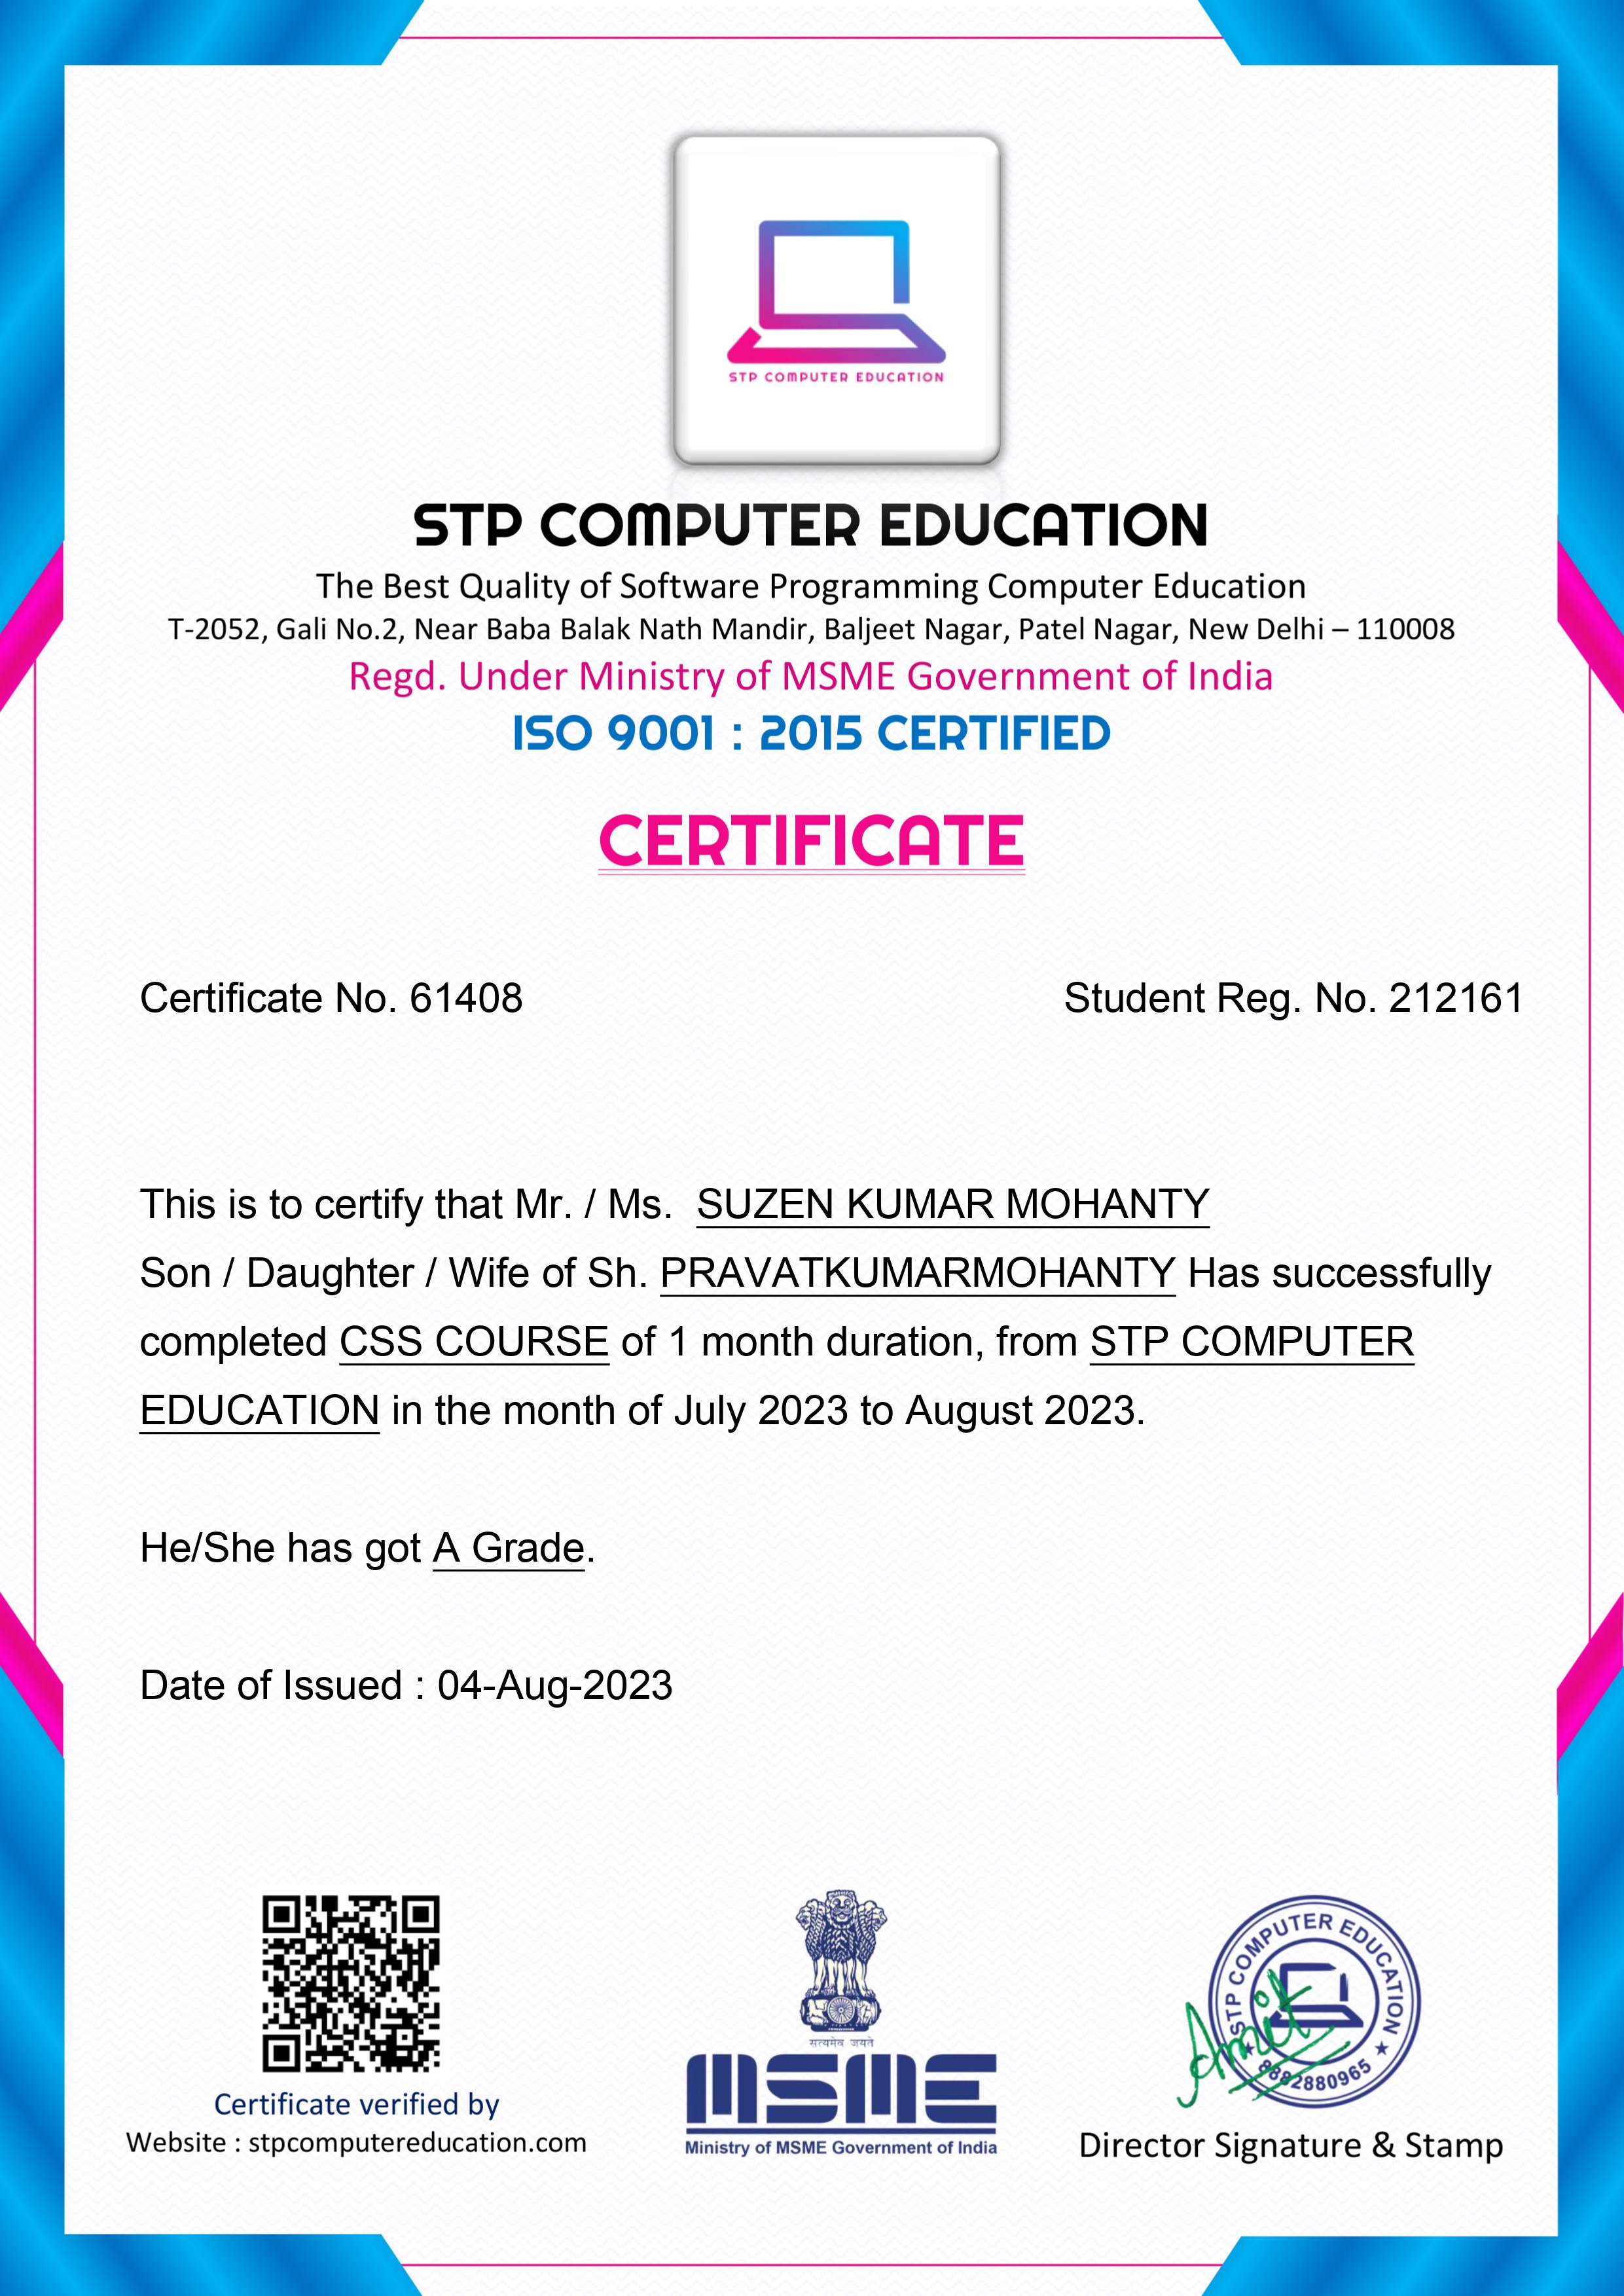 STP COMPUTER EDUCATION
STP COMPUTER EDUCATION
The Best Quality of Software Programming Computer Education
T-2052, Gali No.2, Near Baba Balak Nath Mandir, Baljeet Nagar, Patel Nagar, New Delhi – 110008
Regd. Under Ministry of MSME Government of India
ISO 9001 : 2015 CERTIFIED
CERTIFICATE
Certificate No. 61408 Student Reg. No. 212161
This is to certify that Mr. / Ms. SUZEN KUMAR MOHANTY
Son / Daughter / Wife of Sh. PRAVATKUMARMOHANTY Has successfully
completed CSS COURSE of 1 month duration, from STP COMPUTER
EDUCATION in the month of July 2023 to August 2023.
He/She has got A Grade.
Date of Issued : 04-Aug-2023
Certificate verified by
Website : stpcomputereducation.com
सत्यमेव जयते
MSME
Ministry of MSME Government of India
STP COMPUTER EDUCATION
★ 8882880965 ★
Amit
Director Signature & Stamp